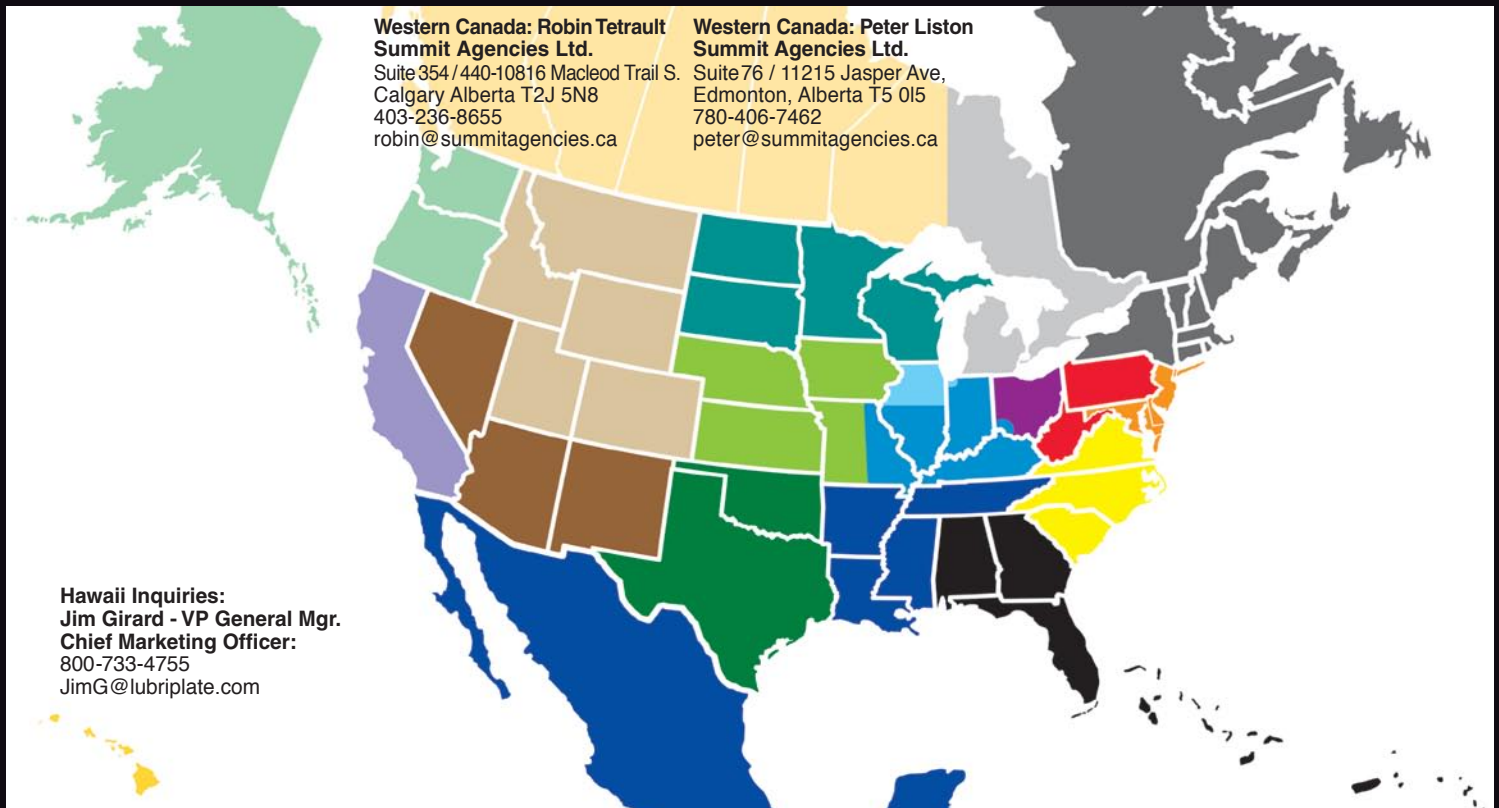 Western Canada: Robin Tetrault
Summit Agencies Ltd.
Suite 354 / 440-10816 Macleod Trail S.
Calgary Alberta T2J 5N8
403-236-8655
robin@summitagencies.ca
Western Canada: Peter Liston
Summit Agencies Ltd.
Suite 76 / 11215 Jasper Ave,
Edmonton, Alberta T5 0I5
780-406-7462
peter@summitagencies.ca
Hawaii Inquiries:
Jim Girard - VP General Mgr.
Chief Marketing Officer:
800-733-4755
JimG@lubriplate.com